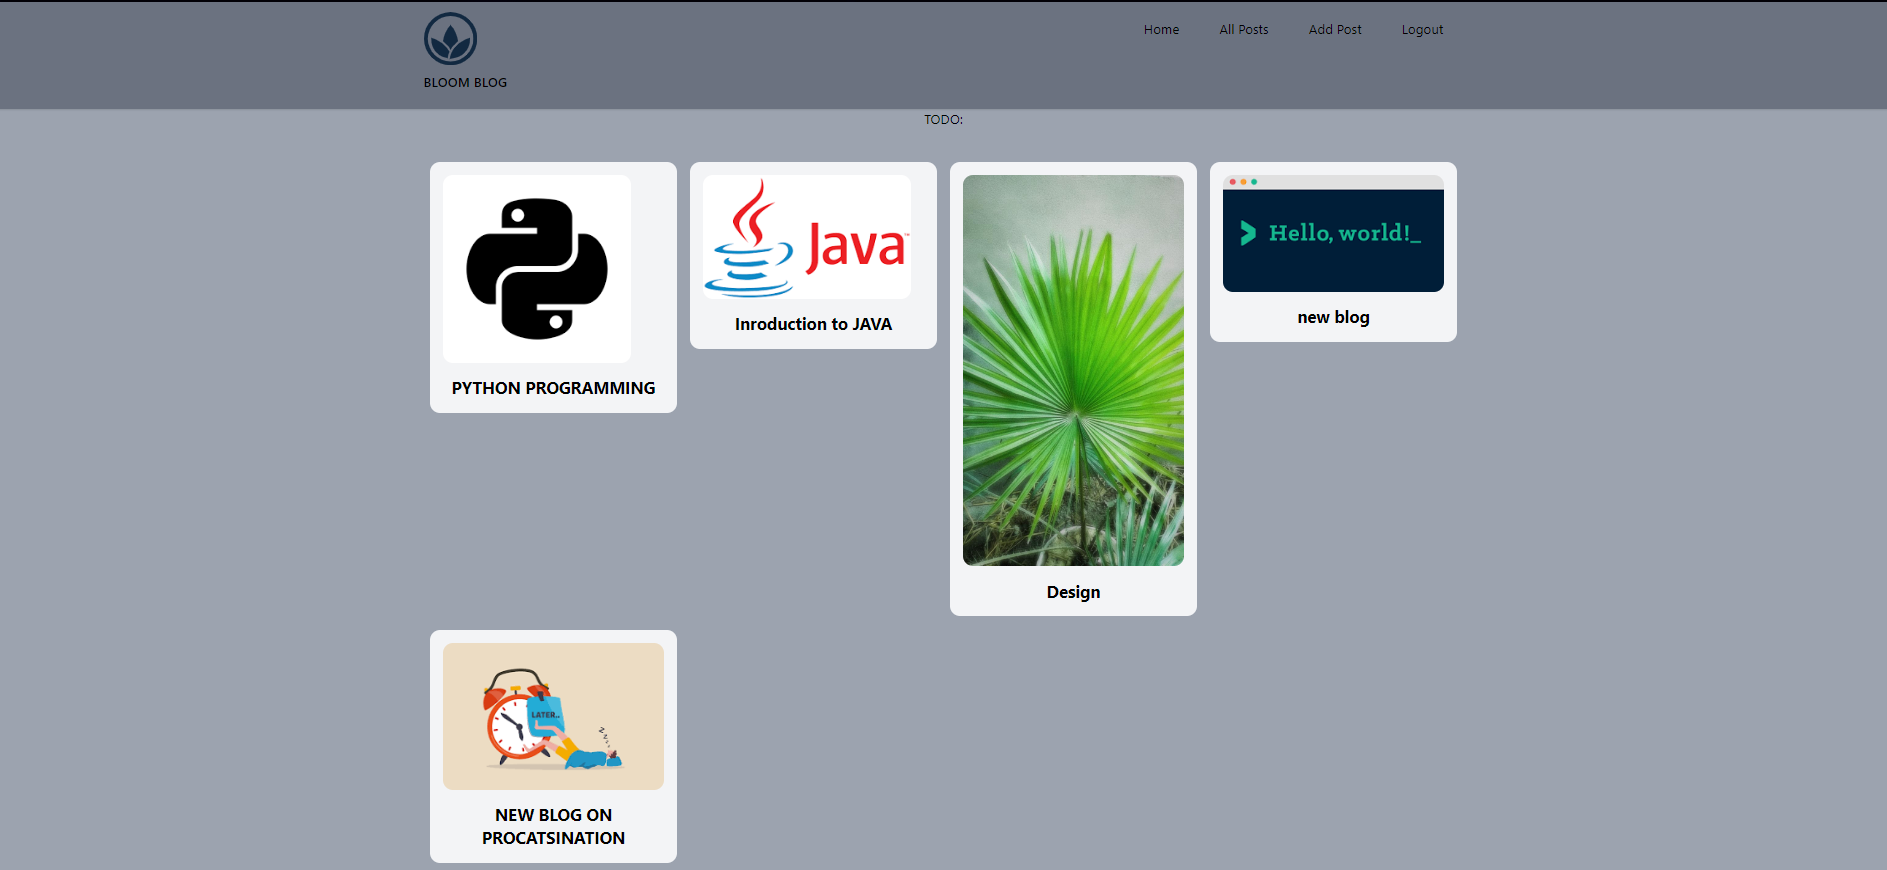 BLOOM BLOG
Home All Posts Add Post Logout
TODO:
PYTHON PROGRAMMING
Java™
Inroduction to JAVA
Design
Hello, world!_
new blog
LATER..
z z z z
NEW BLOG ON
PROCATSINATION